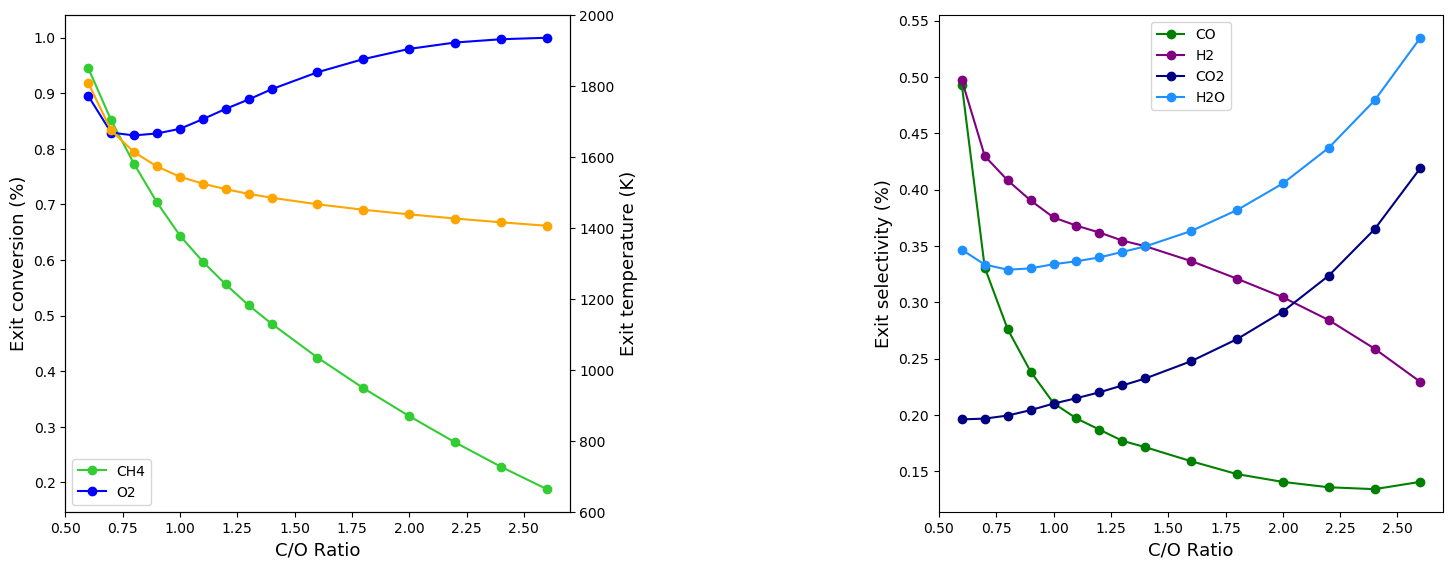 1.0
0.9
0.8
0.7
0.6
0.5
0.4
0.3
0.2
Exit conversion (%)
0.50 0.75 1.00 1.25 1.50 1.75 2.00 2.25 2.50
C/O Ratio
CH4
O2
2000
1800
1600
1400
1200
1000
800
600
Exit temperature (K)
0.55
0.50
0.45
0.40
0.35
0.30
0.25
0.20
0.15
Exit selectivity (%)
CO
H2
CO2
H2O
0.50 0.75 1.00 1.25 1.50 1.75 2.00 2.25 2.50
C/O Ratio